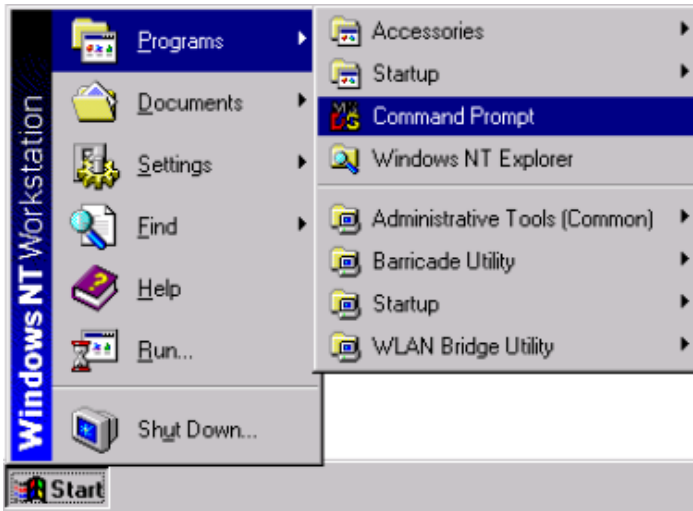 Windows NT Workstation
Programs
Documents
Settings
Find
Help
Run...
Shut Down...
Start
Accessories
Startup
Command Prompt
Windows NT Explorer
Administrative Tools (Common)
Barricade Utility
Startup
WLAN Bridge Utility